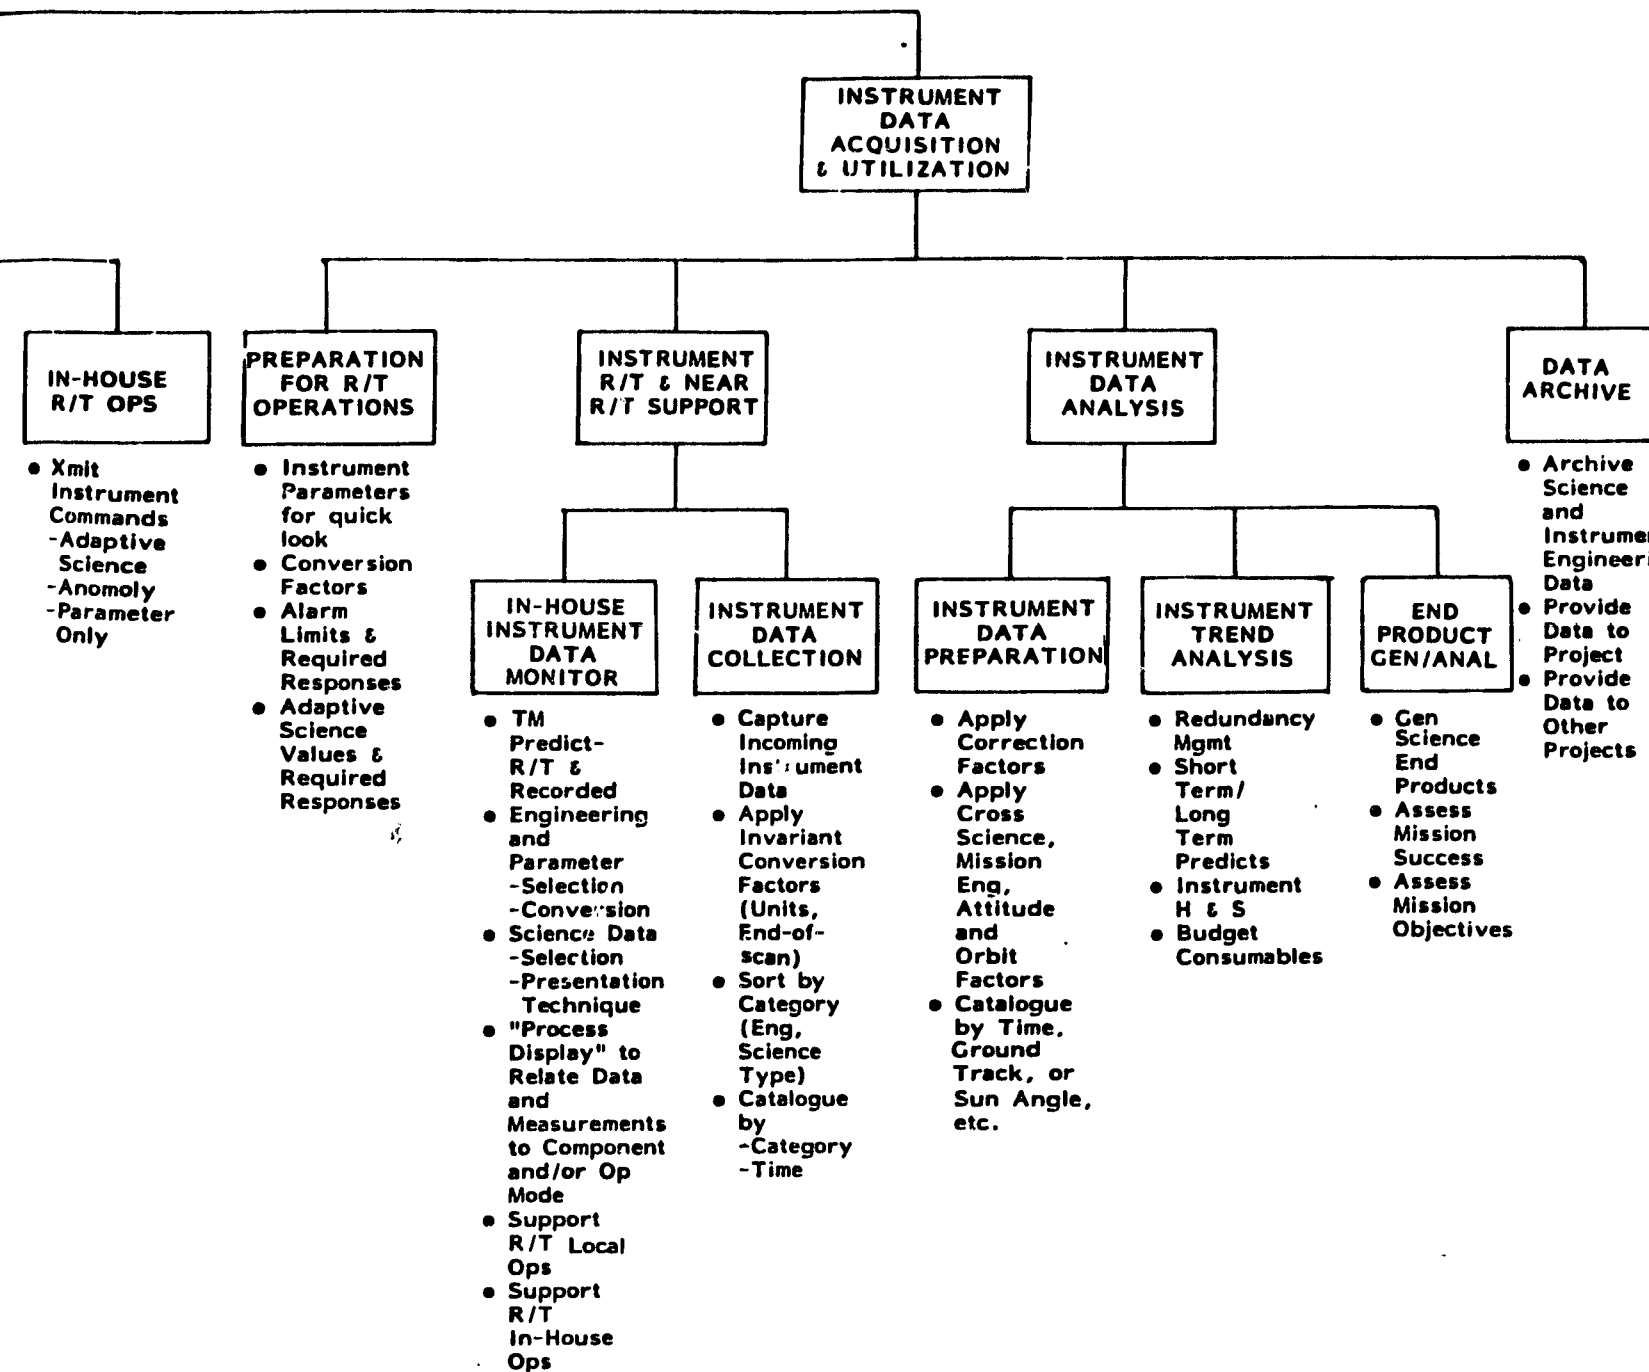 INSTRUMENT
DATA
ACQUISITION
& UTILIZATION
IN-HOUSE
R/T OPS
● Xmit
Instrument
Commands
-Adaptive
Science
-Anomoly
-Parameter
Only
PREPARATION
FOR R/T
OPERATIONS
● Instrument
Parameters
for quick
look
● Conversion
Factors
● Alarm
Limits &
Required
Responses
● Adaptive
Science
Values &
Required
Responses
INSTRUMENT
R/T & NEAR
R/T SUPPORT
IN-HOUSE
INSTRUMENT
DATA
MONITOR
● TM
Predict-
R/T &
Recorded
● Engineering
and
Parameter
-Selection
-Conversion
● Science Data
-Selection
-Presentation
Technique
● "Process
Display" to
Relate Data
and
Measurements
to Component
and/or Op
Mode
● Support
R/T Local
Ops
● Support
R/T
In-House
Ops
INSTRUMENT
DATA
COLLECTION
● Capture
Incoming
Instrument
Data
● Apply
Invariant
Conversion
Factors
(Units,
End-of-
scan)
● Sort by
Category
(Eng,
Science
Type)
● Catalogue
by
-Category
-Time
INSTRUMENT
DATA
ANALYSIS
INSTRUMENT
DATA
PREPARATION
● Apply
Correction
Factors
● Apply
Cross
Science,
Mission
Eng,
Attitude
and
Orbit
Factors
● Catalogue
by Time,
Ground
Track, or
Sun Angle,
etc.
INSTRUMENT
TREND
ANALYSIS
● Redundancy
Mgmt
● Short
Term/
Long
Term
Predicts
● Instrument
H & S
● Budget
Consumables
END
PRODUCT
GEN/ANAL
● Gen
Science
End
Products
● Assess
Mission
Success
● Assess
Mission
Objectives
DATA
ARCHIVE
● Archive
Science
and
Instrumen
Engineeri
Data
● Provide
Data to
Project
● Provide
Data to
Other
Projects